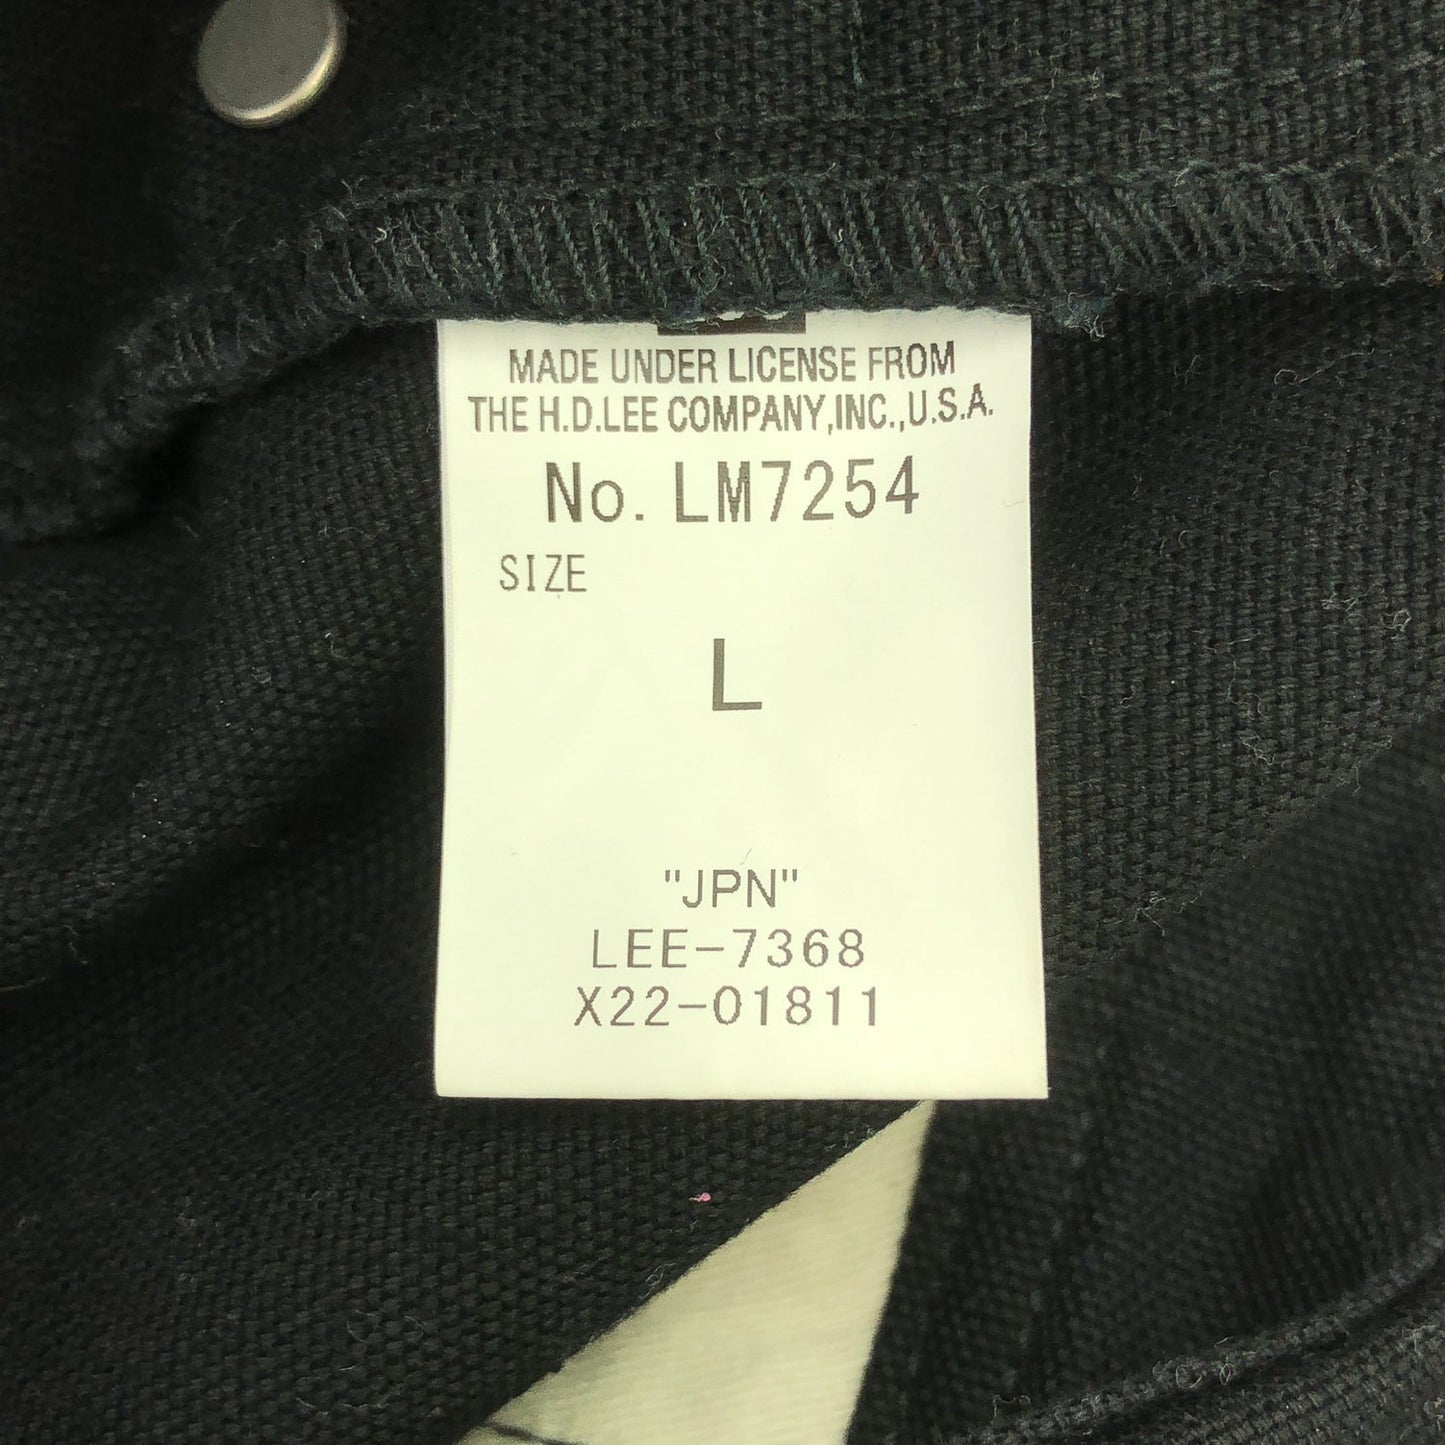 MADE UNDER LICENSE FROM
THE H.D.LEE COMPANY,INC.,U.S.A.
No. LM7254
SIZE
L
"JPN"
LEE-7368
X22-01811